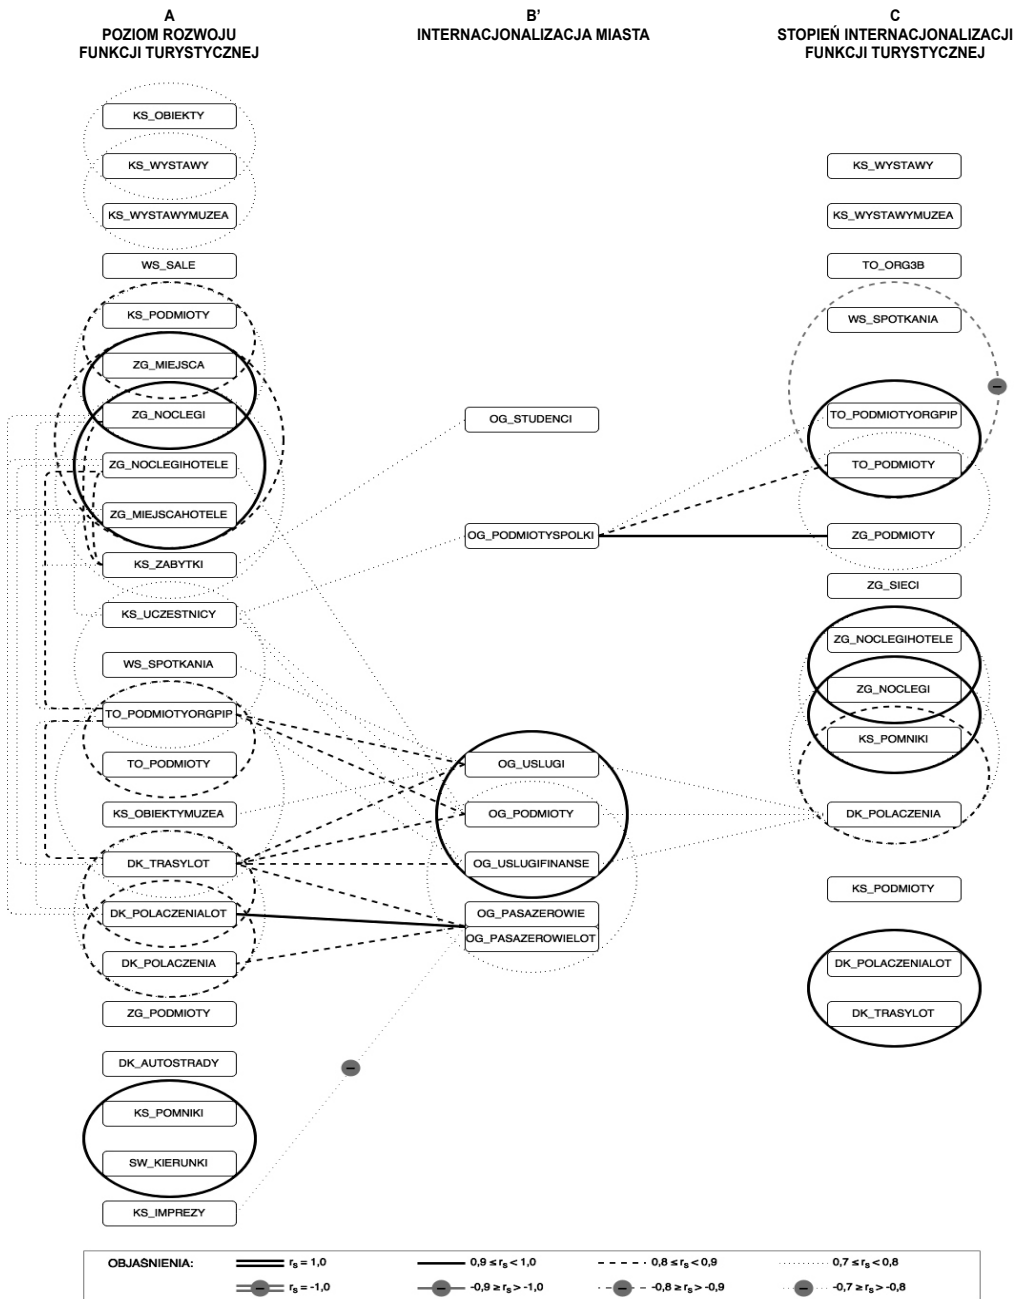 A
POZIOM ROZWOJU
FUNKCJI TURYSTYCZNEJ
B’
INTERNACJONALIZACJA MIASTA
C
STOPIEŃ INTERNACJONALIZACJI
FUNKCJI TURYSTYCZNEJ
KS_OBIEKTY
KS_WYSTAWY
KS_WYSTAWYMUZEA
WS_SALE
KS_PODMIOTY
ZG_MIEJSCA
ZG_NOCLEGI
ZG_NOCLEGIHOTELE
ZG_MIEJSCAHOTELE
KS_ZABYTKI
KS_UCZESTNICY
WS_SPOTKANIA
TO_PODMIOTYORGPIP
TO_PODMIOTY
KS_OBIEKTYMUZEA
DK_TRASYLOT
DK_POLACZENIALOT
DK_POLACZENIA
ZG_PODMIOTY
DK_AUTOSTRADY
KS_POMNIKI
SW_KIERUNKI
KS_IMPREZY
OG_STUDENCI
OG_PODMIOTYSPOLKI
OG_USLUGI
OG_PODMIOTY
OG_USLUGIFINANSE
OG_PASAZEROWIE
OG_PASAZEROWIELOT
–
KS_WYSTAWY
KS_WYSTAWYMUZEA
TO_ORG3B
WS_SPOTKANIA
–
TO_PODMIOTYORGPIP
TO_PODMIOTY
ZG_PODMIOTY
ZG_SIECI
ZG_NOCLEGIHOTELE
ZG_NOCLEGI
KS_POMNIKI
DK_POLACZENIA
KS_PODMIOTY
DK_POLACZENIALOT
DK_TRASYLOT
OBJAŚNIENIA: rs = 1,0 0,9 ≤ rs < 1,0 0,8 ≤ rs < 0,9 0,7 ≤ rs < 0,8
– rs = -1,0 – -0,9 ≥ rs > -1,0 – -0,8 ≥ rs > -0,9 – -0,7 ≥ rs > -0,8